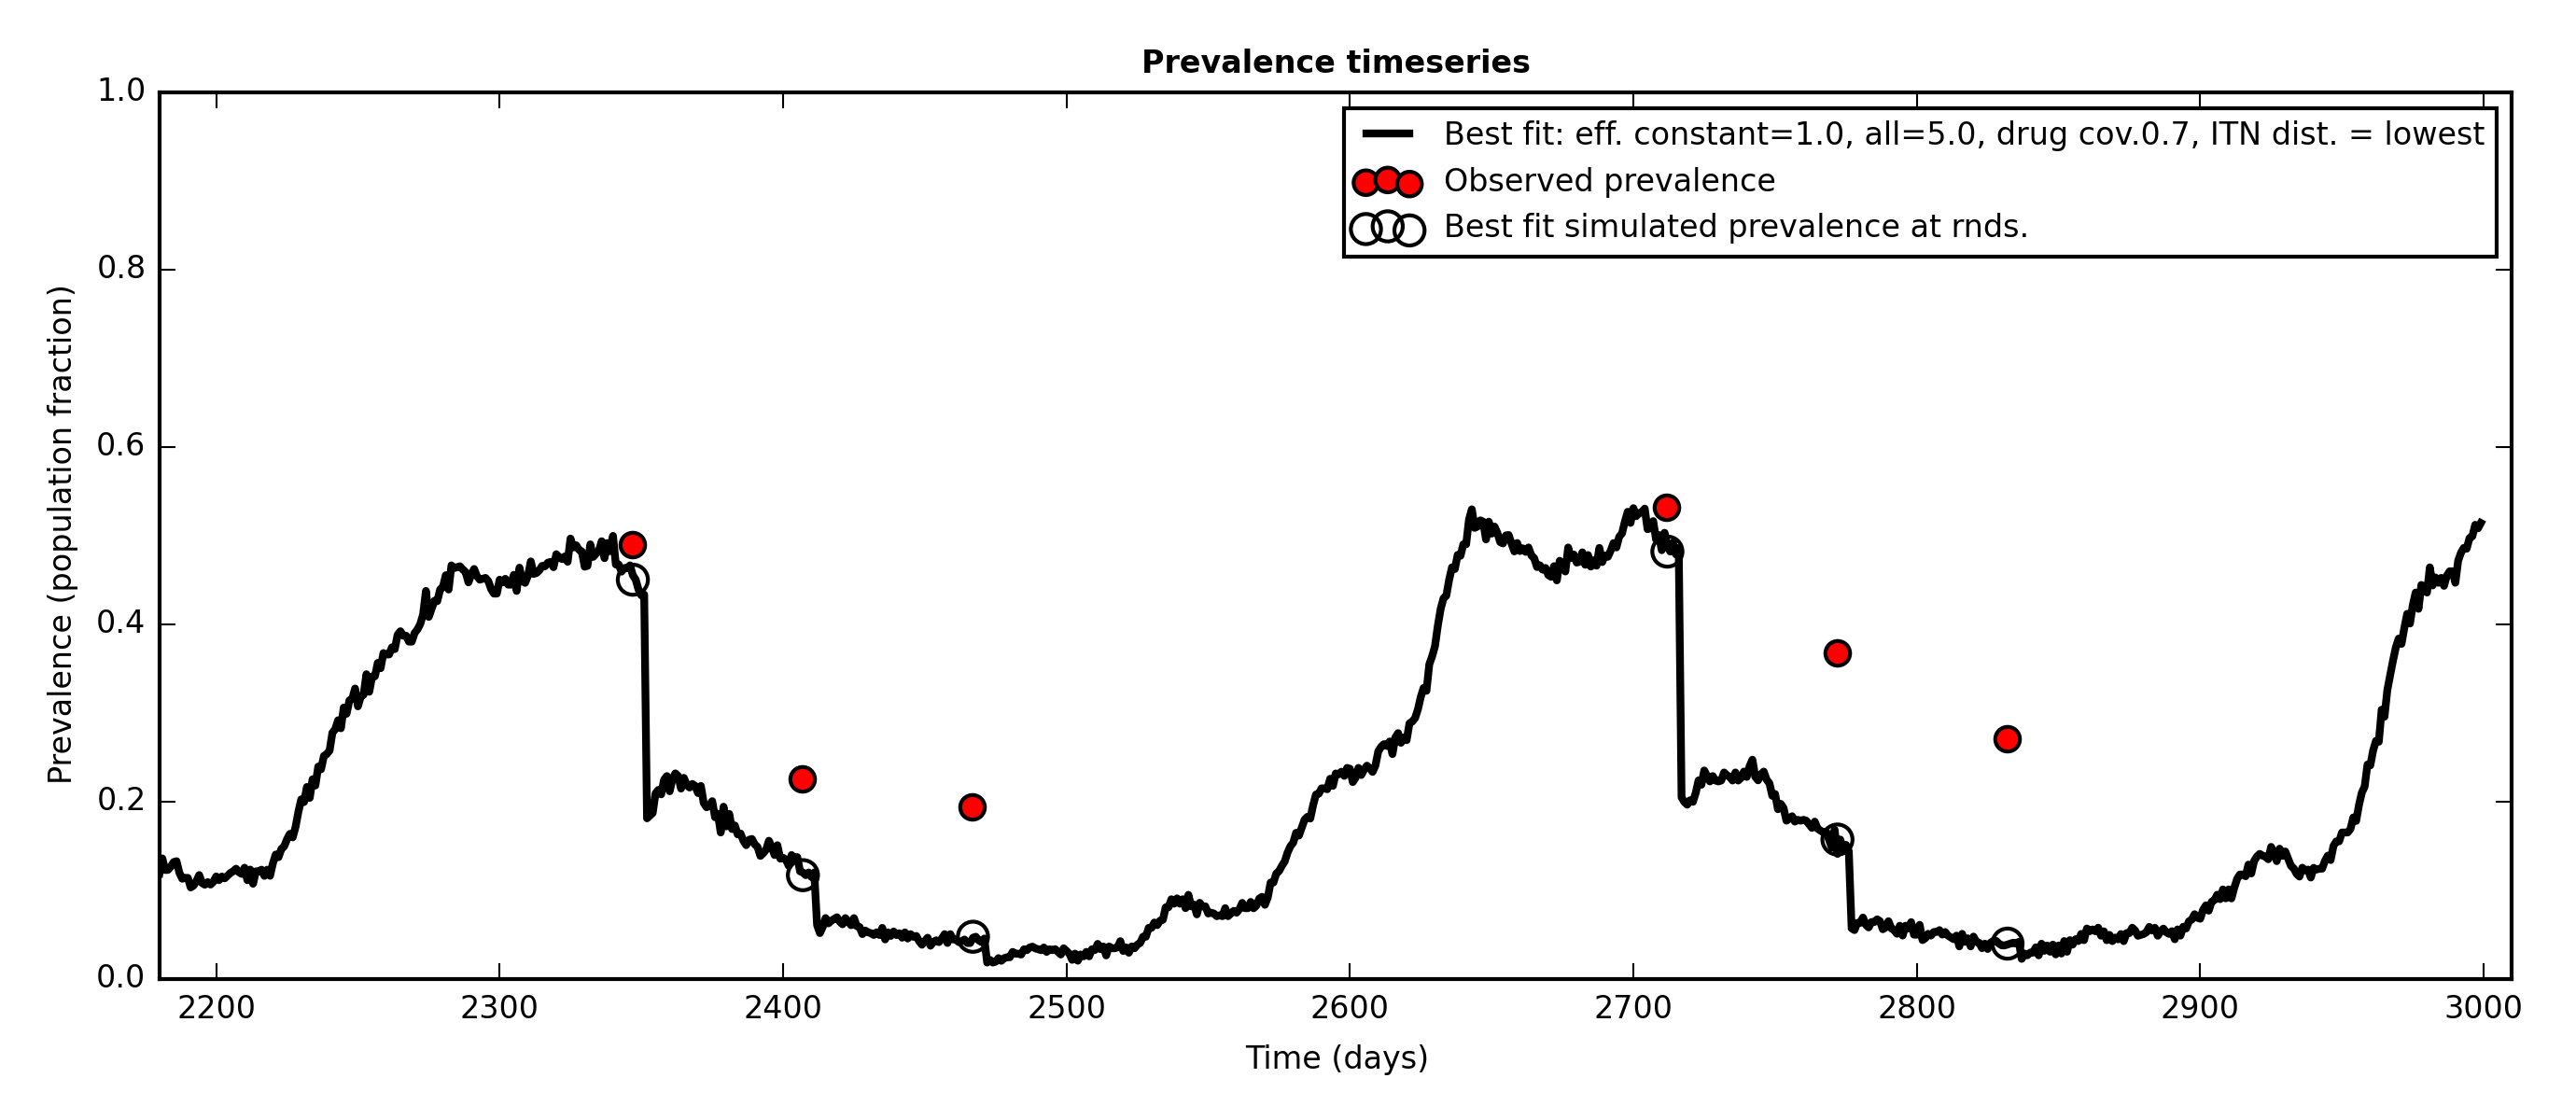 Prevalence timeseries
1.0
0.8
0.6
0.4
0.2
0.0
Prevalence (population fraction)
Best fit: eff. constant=1.0, all=5.0, drug cov.0.7, ITN dist. = lowest
Observed prevalence
Best fit simulated prevalence at rnds.
2200 2300 2400 2500 2600 2700 2800 2900 3000
Time (days)